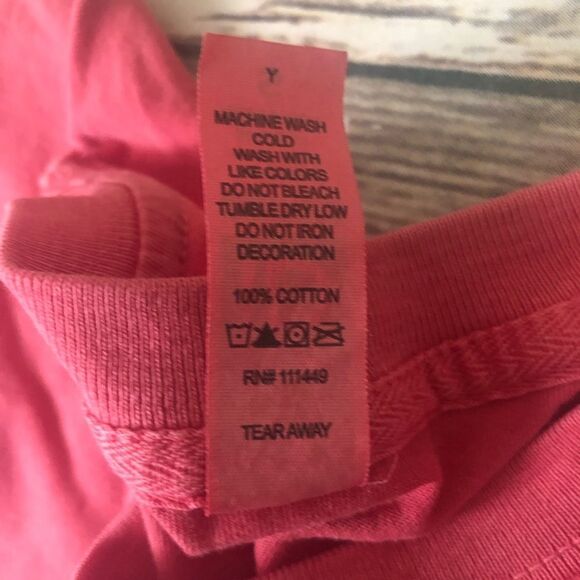 Y
MACHINE WASH
COLD
WASH WITH
LIKE COLORS
DO NOT BLEACH
TUMBLE DRY LOW
DO NOT IRON
DECORATION
100% COTTON
RN# 111449
TEAR AWAY